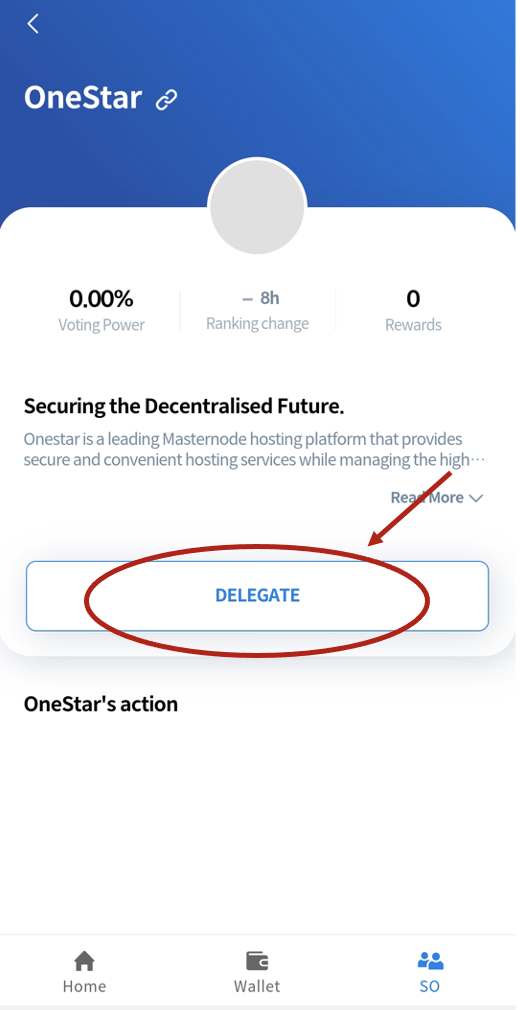 OneStar
0.00%
Voting Power
– 8h
Ranking change
0
Rewards
Securing the Decentralised Future.
Onestar is a leading Masternode hosting platform that provides
secure and convenient hosting services while managing the high…
Read More
DELEGATE
OneStar's action
Home
Wallet
SO